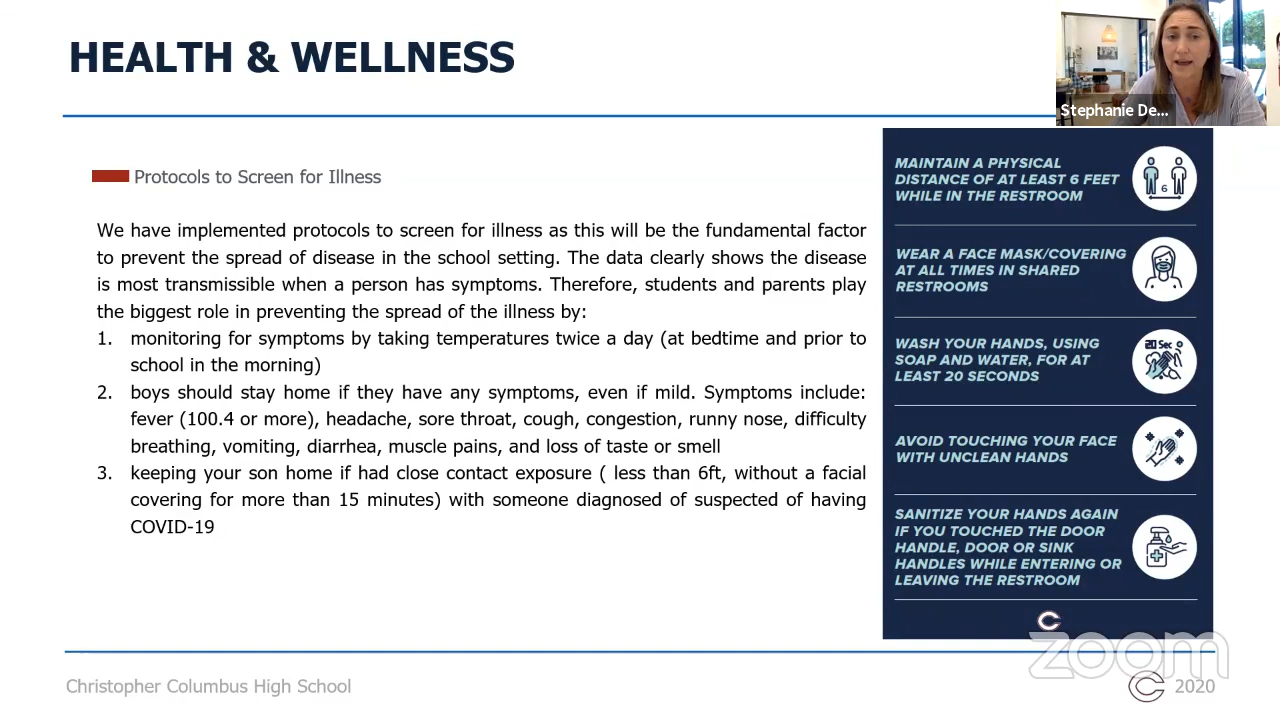 HEALTH & WELLNESS
Stephanie De...
Protocols to Screen for Illness
We have implemented protocols to screen for illness as this will be the fundamental factor
to prevent the spread of disease in the school setting. The data clearly shows the disease
is most transmissible when a person has symptoms. Therefore, students and parents play
the biggest role in preventing the spread of the illness by:
1. monitoring for symptoms by taking temperatures twice a day (at bedtime and prior to
school in the morning)
2. boys should stay home if they have any symptoms, even if mild. Symptoms include:
fever (100.4 or more), headache, sore throat, cough, congestion, runny nose, difficulty
breathing, vomiting, diarrhea, muscle pains, and loss of taste or smell
3. keeping your son home if had close contact exposure ( less than 6ft, without a facial
covering for more than 15 minutes) with someone diagnosed of suspected of having
COVID-19
MAINTAIN A PHYSICAL
DISTANCE OF AT LEAST 6 FEET
WHILE IN THE RESTROOM
6
WEAR A FACE MASK/COVERING
AT ALL TIMES IN SHARED
RESTROOMS
WASH YOUR HANDS, USING
SOAP AND WATER, FOR AT
LEAST 20 SECONDS
20 Sec
AVOID TOUCHING YOUR FACE
WITH UNCLEAN HANDS
SANITIZE YOUR HANDS AGAIN
IF YOU TOUCHED THE DOOR
HANDLE, DOOR OR SINK
HANDLES WHILE ENTERING OR
LEAVING THE RESTROOM
C
zoom
Christopher Columbus High School
C 2020